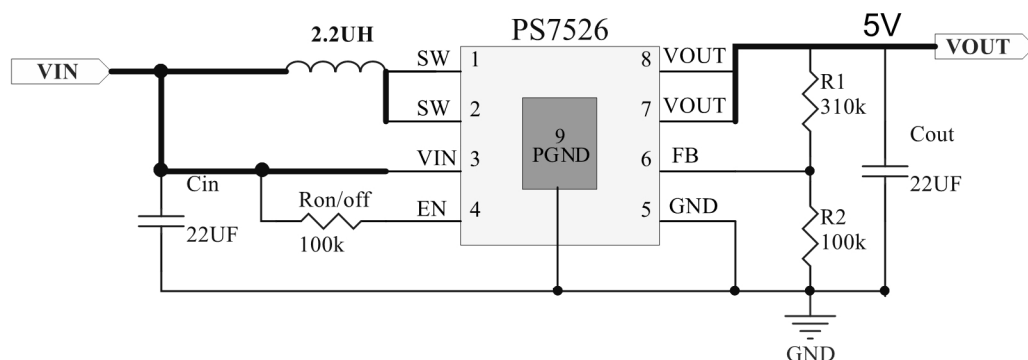 PS7526
5V
2.2UH
VIN
VOUT
SW
1
8
VOUT
R1
310k
SW
2
7
VOUT
9
PGND
Cout
22UF
VIN
3
6
FB
Cin
22UF
Ron/off
100k
EN
4
5
GND
R2
100k
GND